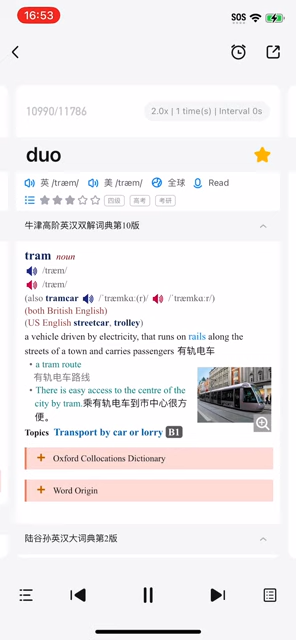 16:53
SOS
10990/11786
2.0x | 1 time(s) | Interval 0s
duo
英 /træm/ 美 /træm/ 全球 Read
四级 高考 考研
牛津高阶英汉双解词典第10版
tram noun
/træm/
/træm/
(also tramcar /ˈtræmkɑː(r)/ /ˈtræmkɑːr/)
(both British English)
(US English streetcar, trolley)
a vehicle driven by electricity, that runs on rails along the
streets of a town and carries passengers 有轨电车
• a tram route
有轨电车路线
• There is easy access to the centre of the
city by tram.乘有轨电车到市中心很方
便。
Topics Transport by car or lorry B1
+ Oxford Collocations Dictionary
+ Word Origin
陆谷孙英汉大词典第2版